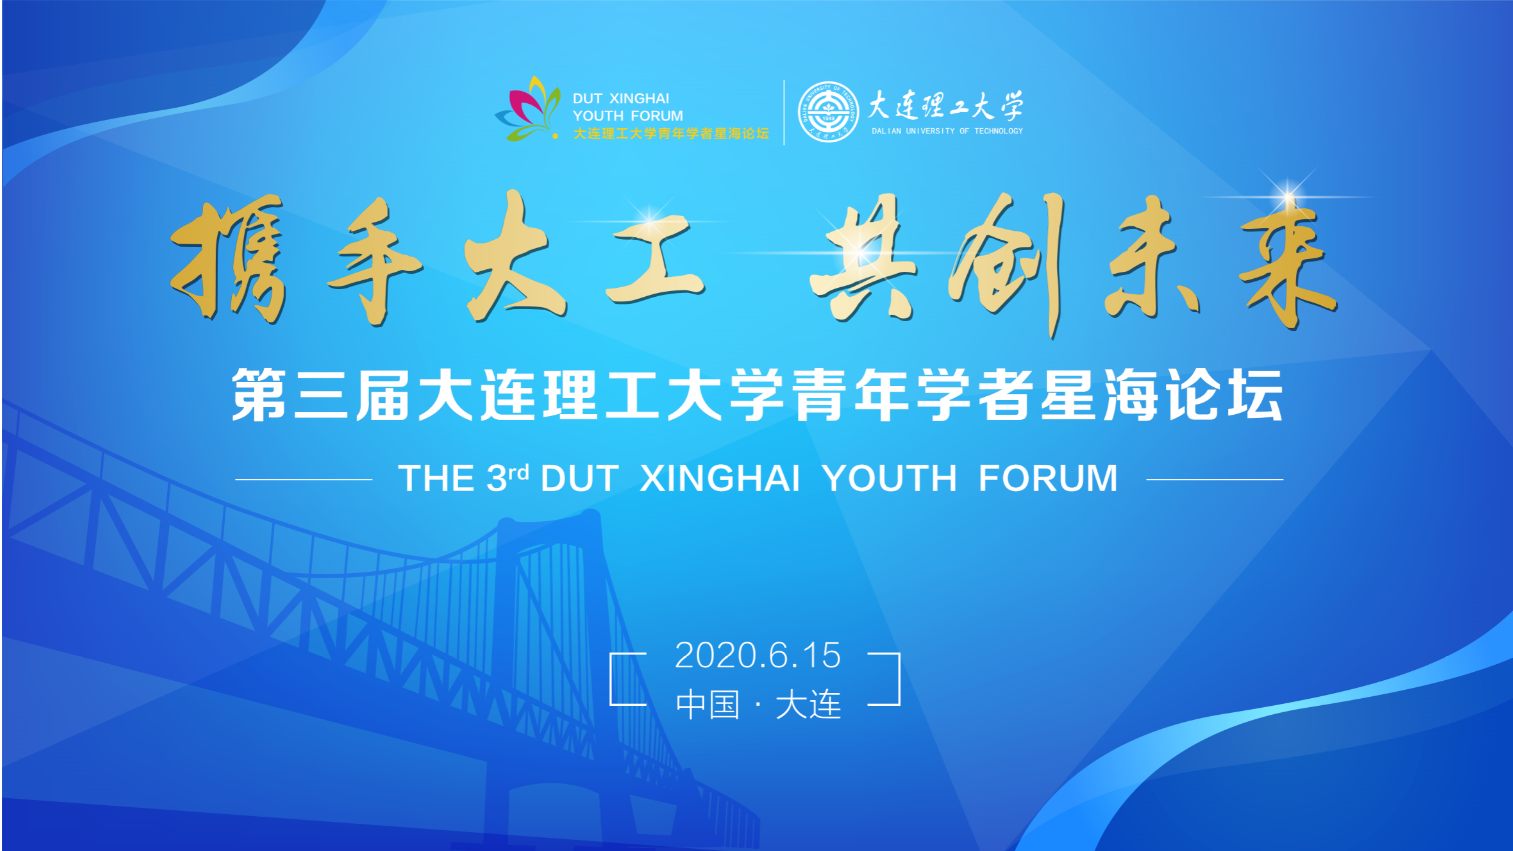 DUT XINGHAI
YOUTH FORUM
大连理工大学青年学者星海论坛
大连理工大学
DALIAN UNIVERSITY OF TECHNOLOGY
携手大工 共创未来
第三届大连理工大学青年学者星海论坛
THE 3rd DUT XINGHAI YOUTH FORUM
2020.6.15
中国·大连